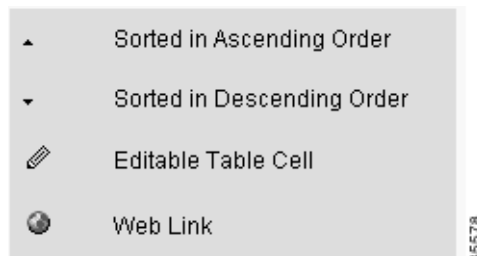 Sorted in Ascending Order
Sorted in Descending Order
Editable Table Cell
Web Link